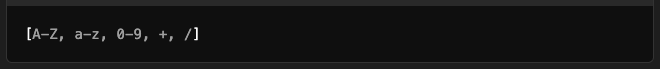 [A-Z, a-z, 0-9, +, /]